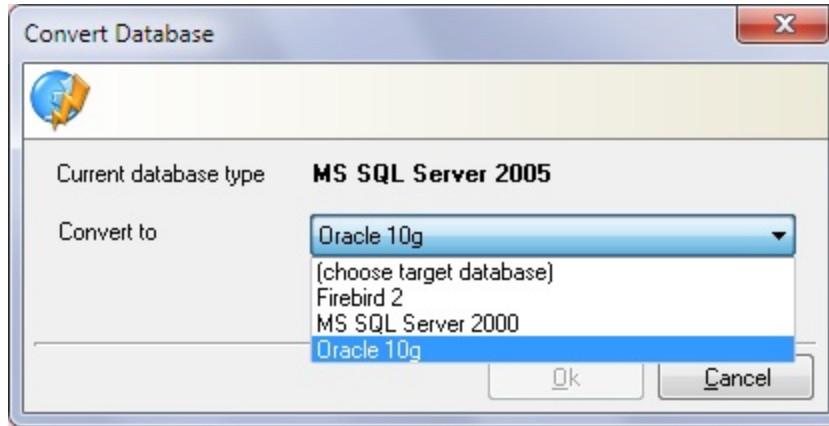 Convert Database
Current database type MS SQL Server 2005
Convert to Oracle 10g
(choose target database)
Firebird 2
MS SQL Server 2000
Oracle 10g
Ok Cancel